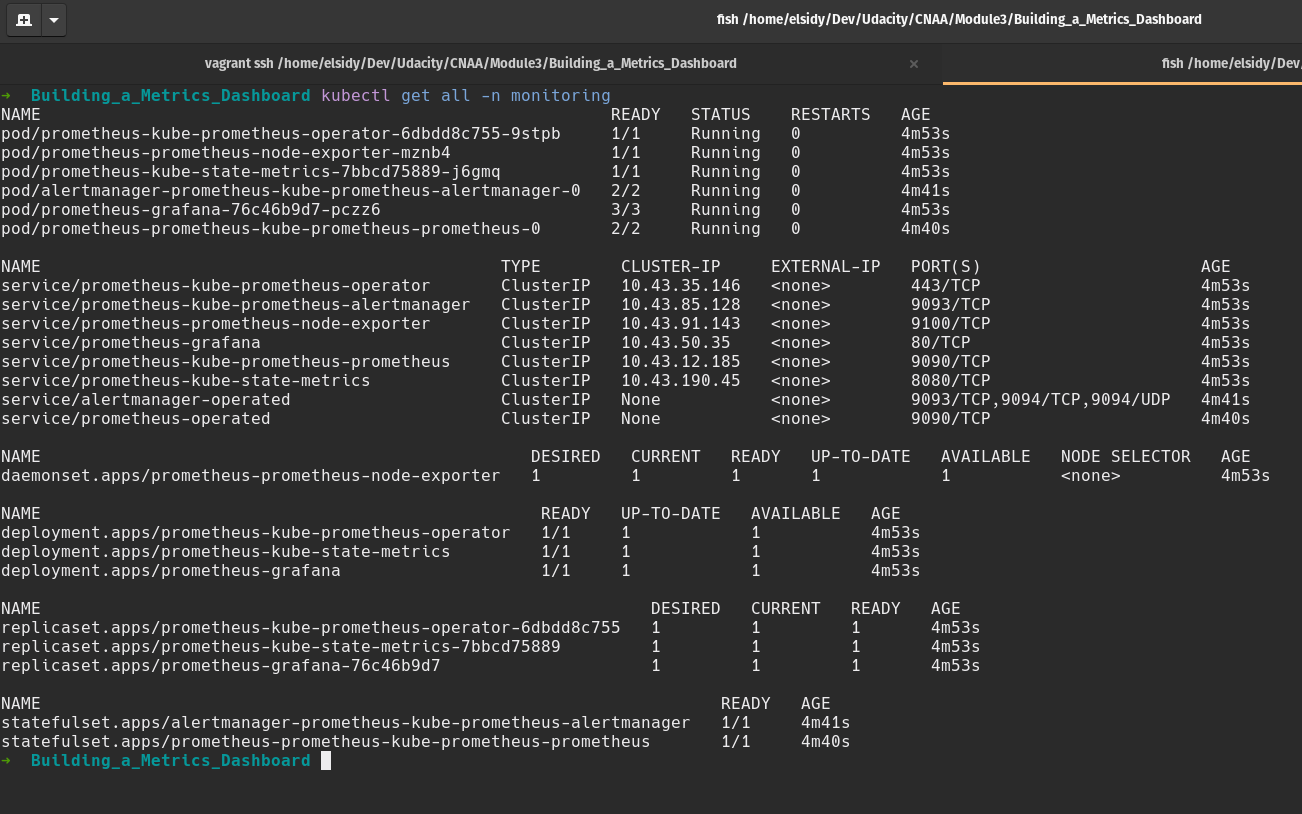 fish /home/elsidy/Dev/Udacity/CNAA/Module3/Building_a_Metrics_Dashboard
vagrant ssh /home/elsidy/Dev/Udacity/CNAA/Module3/Building_a_Metrics_Dashboard × fish /home/elsidy/Dev/
➜ Building_a_Metrics_Dashboard kubectl get all -n monitoring
NAME READY STATUS RESTARTS AGE
pod/prometheus-kube-prometheus-operator-6dbdd8c755-9stpb 1/1 Running 0 4m53s
pod/prometheus-prometheus-node-exporter-mznb4 1/1 Running 0 4m53s
pod/prometheus-kube-state-metrics-7bbcd75889-j6gmq 1/1 Running 0 4m53s
pod/alertmanager-prometheus-kube-prometheus-alertmanager-0 2/2 Running 0 4m41s
pod/prometheus-grafana-76c46b9d7-pczz6 3/3 Running 0 4m53s
pod/prometheus-prometheus-kube-prometheus-prometheus-0 2/2 Running 0 4m40s
NAME TYPE CLUSTER-IP EXTERNAL-IP PORT(S) AGE
service/prometheus-kube-prometheus-operator ClusterIP 10.43.35.146 <none> 443/TCP 4m53s
service/prometheus-kube-prometheus-alertmanager ClusterIP 10.43.85.128 <none> 9093/TCP 4m53s
service/prometheus-prometheus-node-exporter ClusterIP 10.43.91.143 <none> 9100/TCP 4m53s
service/prometheus-grafana ClusterIP 10.43.50.35 <none> 80/TCP 4m53s
service/prometheus-kube-prometheus-prometheus ClusterIP 10.43.12.185 <none> 9090/TCP 4m53s
service/prometheus-kube-state-metrics ClusterIP 10.43.190.45 <none> 8080/TCP 4m53s
service/alertmanager-operated ClusterIP None <none> 9093/TCP,9094/TCP,9094/UDP 4m41s
service/prometheus-operated ClusterIP None <none> 9090/TCP 4m40s
NAME DESIRED CURRENT READY UP-TO-DATE AVAILABLE NODE SELECTOR AGE
daemonset.apps/prometheus-prometheus-node-exporter 1 1 1 1 1 <none> 4m53s
NAME READY UP-TO-DATE AVAILABLE AGE
deployment.apps/prometheus-kube-prometheus-operator 1/1 1 1 4m53s
deployment.apps/prometheus-kube-state-metrics 1/1 1 1 4m53s
deployment.apps/prometheus-grafana 1/1 1 1 4m53s
NAME DESIRED CURRENT READY AGE
replicaset.apps/prometheus-kube-prometheus-operator-6dbdd8c755 1 1 1 4m53s
replicaset.apps/prometheus-kube-state-metrics-7bbcd75889 1 1 1 4m53s
replicaset.apps/prometheus-grafana-76c46b9d7 1 1 1 4m53s
NAME READY AGE
statefulset.apps/alertmanager-prometheus-kube-prometheus-alertmanager 1/1 4m41s
statefulset.apps/prometheus-prometheus-kube-prometheus-prometheus 1/1 4m40s
➜ Building_a_Metrics_Dashboard